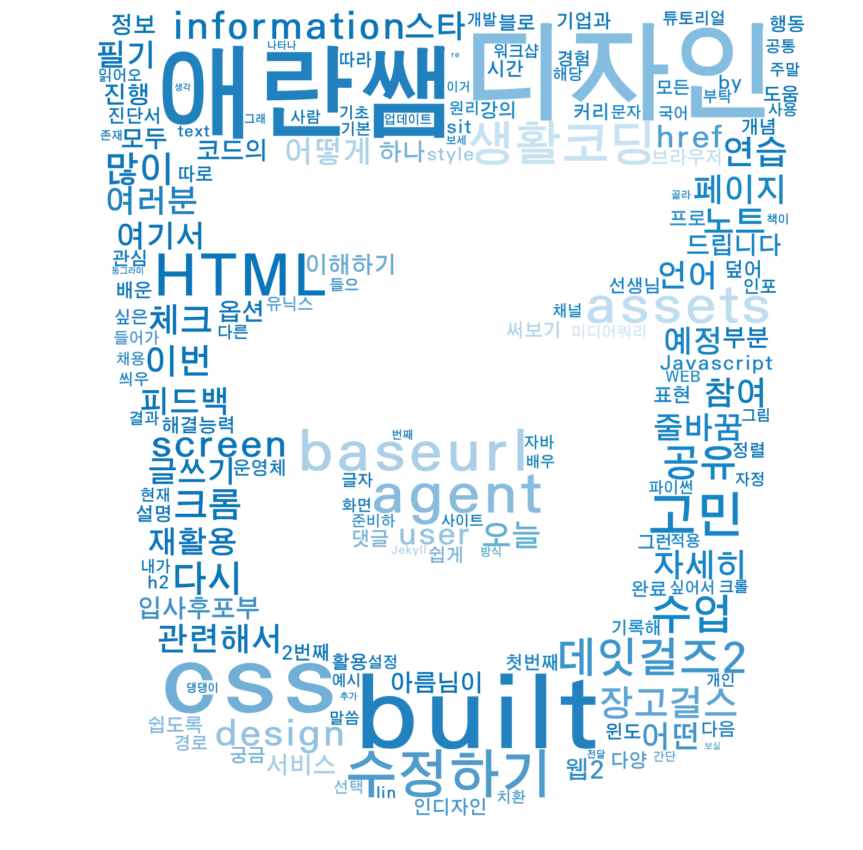 정보
information
스타
개발
블로
기업과
튜토리얼
행동
필기
나타나
따라
re
워크샵
경험
공통
애란쌤
디자인
읽어오
생각
이거
시간
해당
모든
by
주말
진행
부탁
도움
진단서
그래
사람
기초
업데이트
원리
강의
커리
문자
국어
사용
존재
모두
text
기본
보세
sit
생활코딩
href
개념
많이
코드의
어떻게
하나
style
브라우저
연습
따로
골라
페이지
여러분
프로
노트
책이
여기서
드립니다
관심
동그라미
HTML
이해하기
언어
덮어
배운
유닉스
들으
선생님
인포
싶은
체크
옵션
채널
assets
들어가
다른
써보기
미디어쿼리
예정
부분
채용
이번
Javascript
씌우
WEB
피드백
표현
참여
결과
해결능력
번째
줄바꿈
그림
screen
baseurl
자바
정렬
글쓰기
운영체
배우
공유
현재
글자
agent
파이썬
자정
설명
크롬
화면
고민
준비하
사이트
재활용
댓글
user
오늘
그런
적용
Jekyll
쉽게
방식
내가
자세히
h2
다시
완료
싶어서
크롤
입사후포부
수업
관련해서
기록해
2번째
활용
설정
첫번째
데잇걸즈2
css
댕댕이
예시
아름님이
개인
추가
built
장고걸스
쉽도록
design
말씀
윈도
어떤
다음
경로
궁금
보실
서비스
수정하기
전달
웹2
다양
간단
선택
lin
치환
인디자인